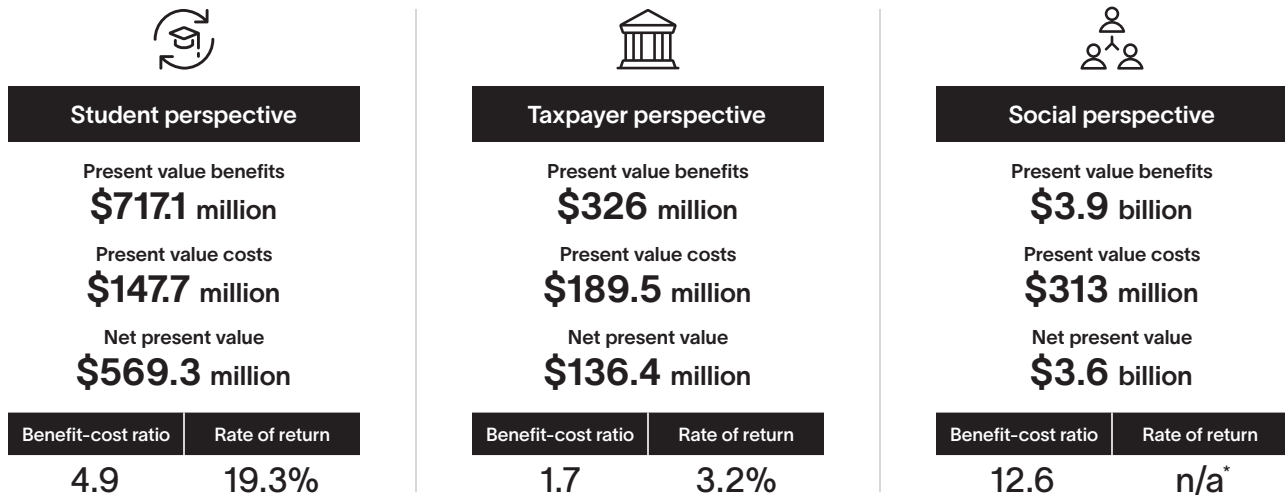 Student perspective
Present value benefits
$717.1 million
Present value costs
$147.7 million
Net present value
$569.3 million
Benefit-cost ratio Rate of return
4.9 19.3%
Taxpayer perspective
Present value benefits
$326 million
Present value costs
$189.5 million
Net present value
$136.4 million
Benefit-cost ratio Rate of return
1.7 3.2%
Social perspective
Present value benefits
$3.9 billion
Present value costs
$313 million
Net present value
$3.6 billion
Benefit-cost ratio Rate of return
12.6 n/a*